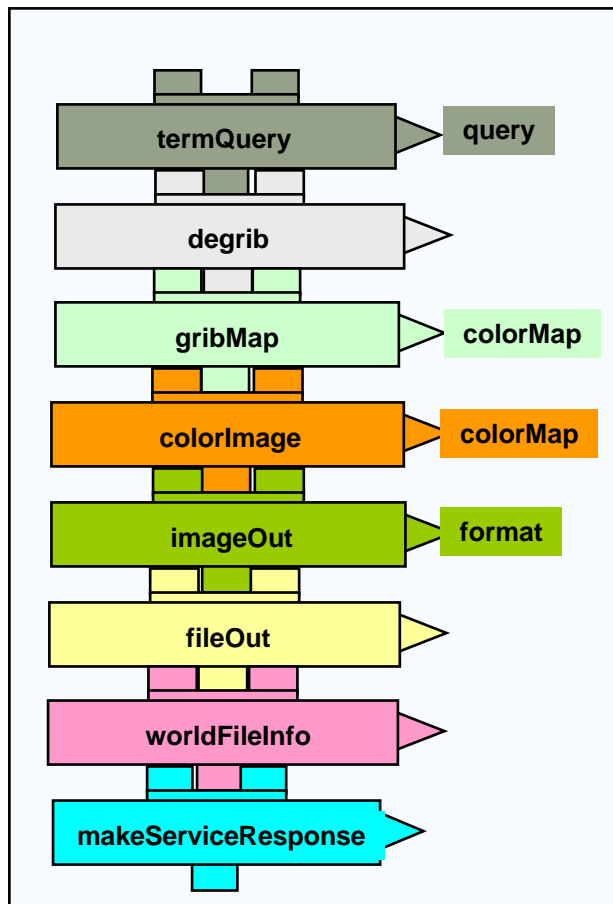 termQuery
query
degrib
gribMap
colorMap
colorImage
colorMap
imageOut
format
fileOut
worldFileInfo
makeServiceResponse